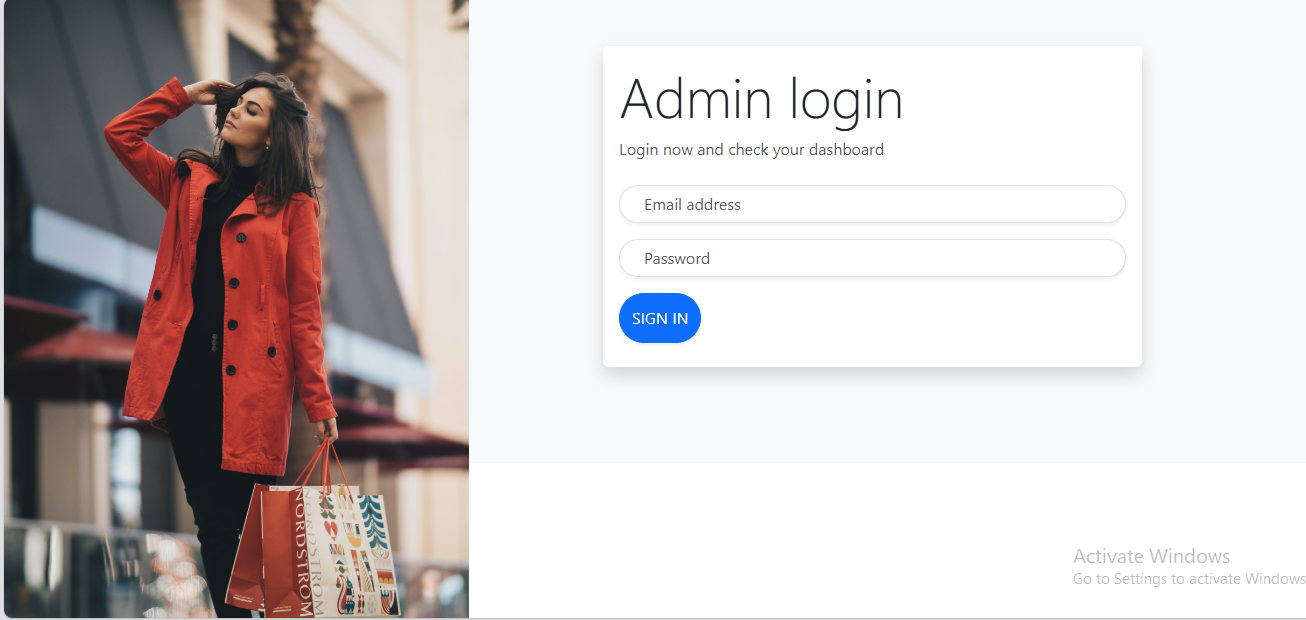 Admin login
Login now and check your dashboard
Email address
Password
SIGN IN
NORDSTROM
NORDSTROM
Activate Windows
Go to Settings to activate Windows